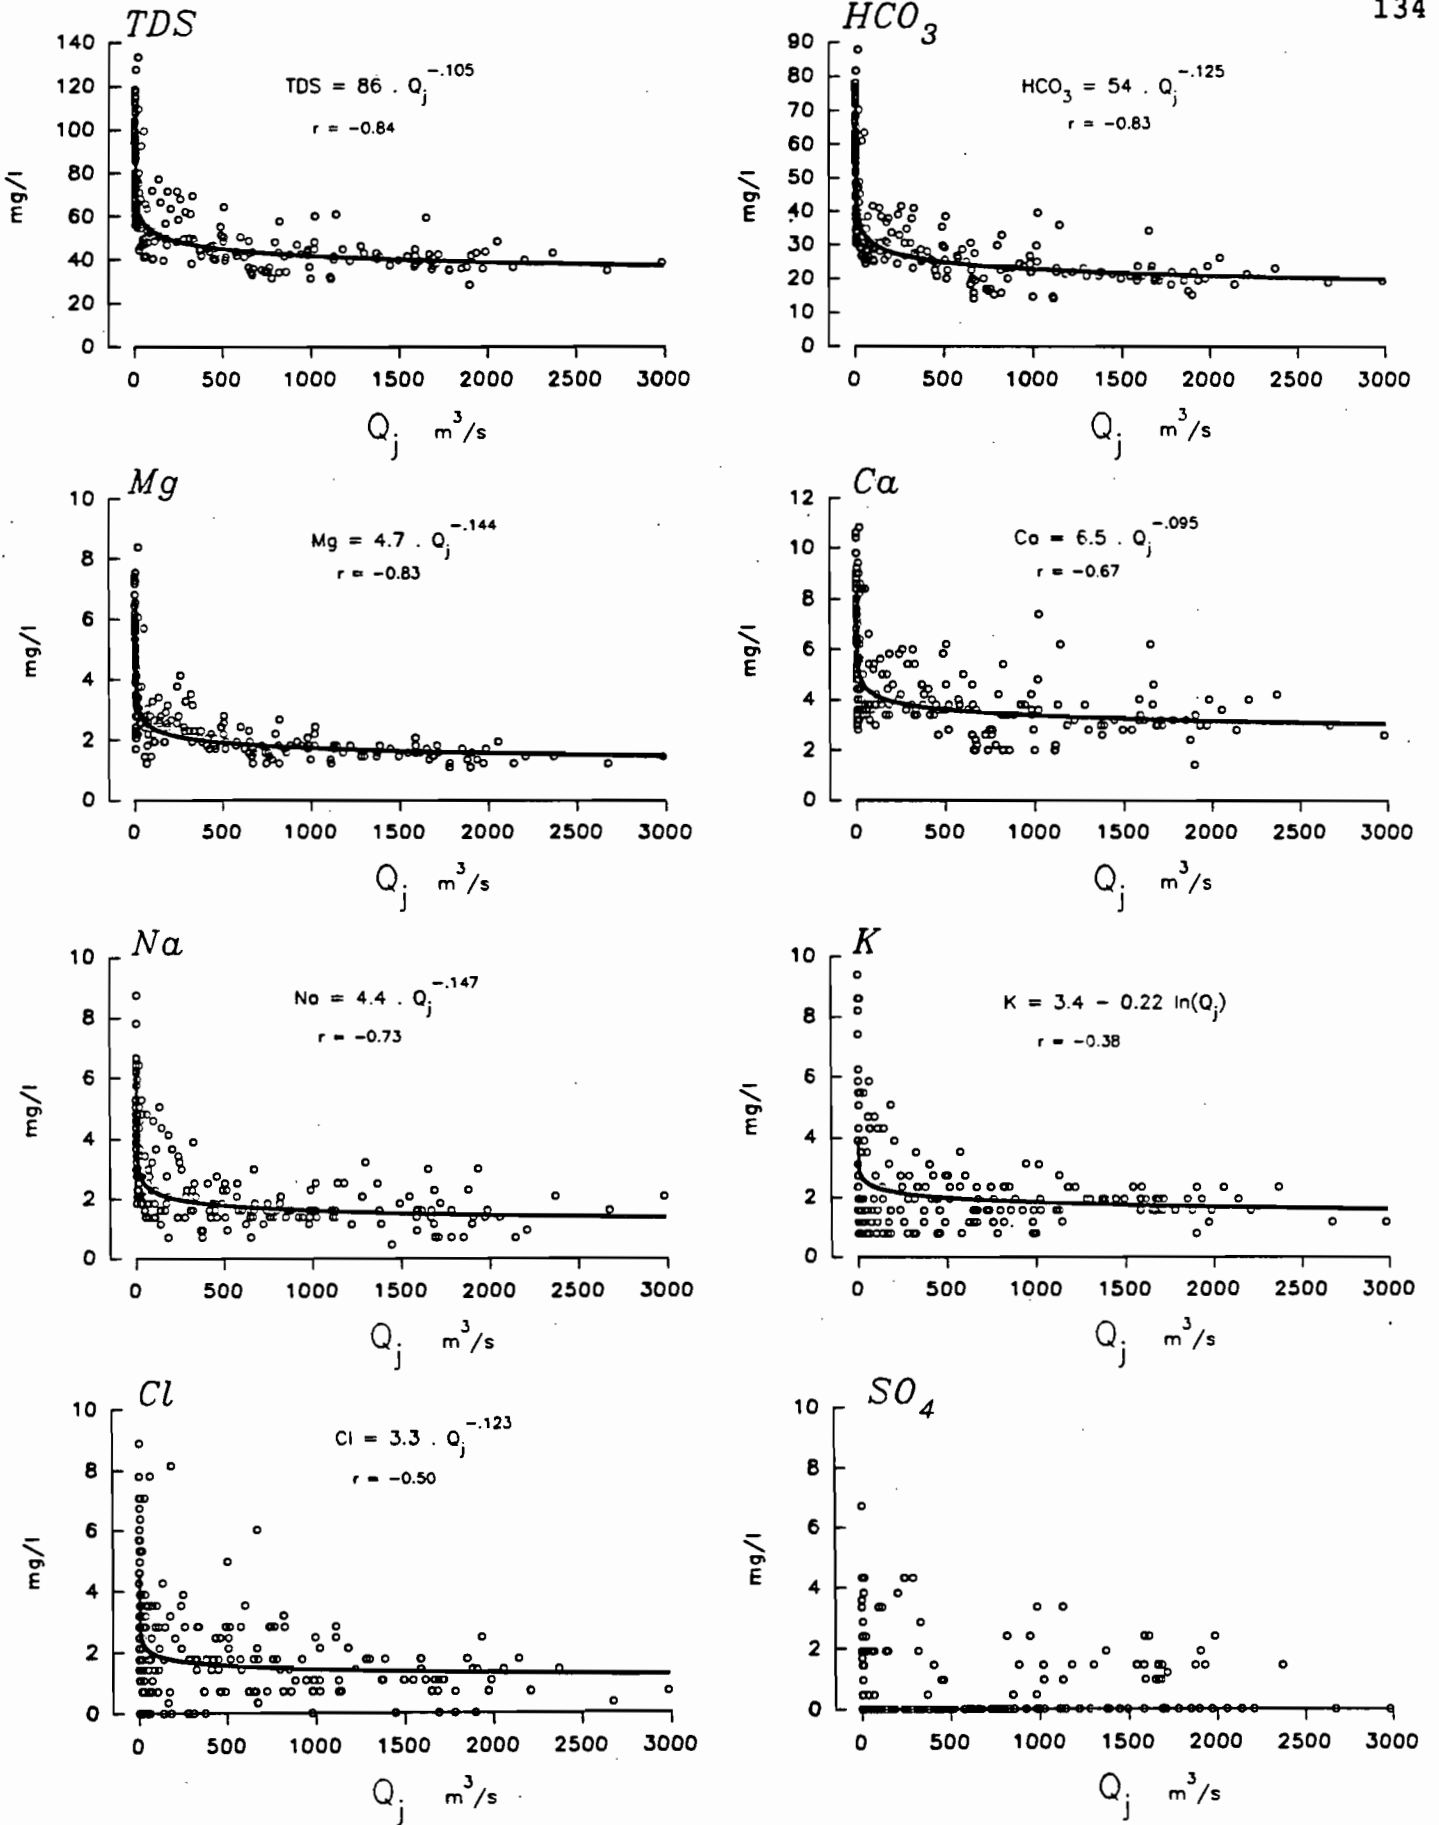 134
TDS
140
120
100
80
60
40
20
0
mg/l
TDS = 86 . Qj^-.105
r = -0.84
0 500 1000 1500 2000 2500 3000
Qj m³/s
HCO3
90
80
70
60
50
40
30
20
10
0
mg/l
HCO3 = 54 . Qj^-.125
r = -0.83
0 500 1000 1500 2000 2500 3000
Qj m³/s
Mg
10
8
6
4
2
0
mg/l
Mg = 4.7 . Qj^-.144
r = -0.83
0 500 1000 1500 2000 2500 3000
Qj m³/s
Ca
12
10
8
6
4
2
0
mg/l
Ca = 6.5 . Qj^-.095
r = -0.67
0 500 1000 1500 2000 2500 3000
Qj m³/s
Na
10
8
6
4
2
0
mg/l
Na = 4.4 . Qj^-.147
r = -0.73
0 500 1000 1500 2000 2500 3000
Qj m³/s
K
10
8
6
4
2
0
mg/l
K = 3.4 - 0.22 ln(Qj)
r = -0.38
0 500 1000 1500 2000 2500 3000
Qj m³/s
Cl
10
8
6
4
2
0
mg/l
Cl = 3.3 . Qj^-.123
r = -0.50
0 500 1000 1500 2000 2500 3000
Qj m³/s
SO4
10
8
6
4
2
0
mg/l
0 500 1000 1500 2000 2500 3000
Qj m³/s